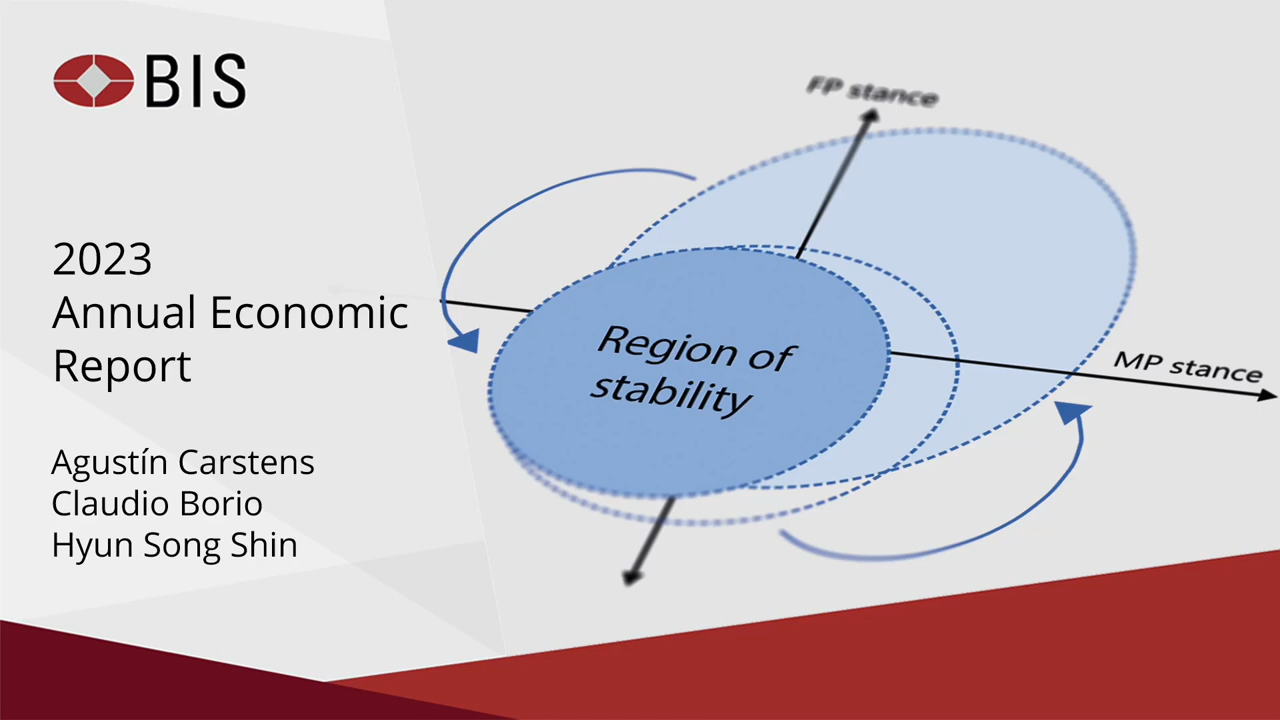 BIS
2023
Annual Economic
Report
Agustín Carstens
Claudio Borio
Hyun Song Shin
FP stance
Region of
stability
MP stance